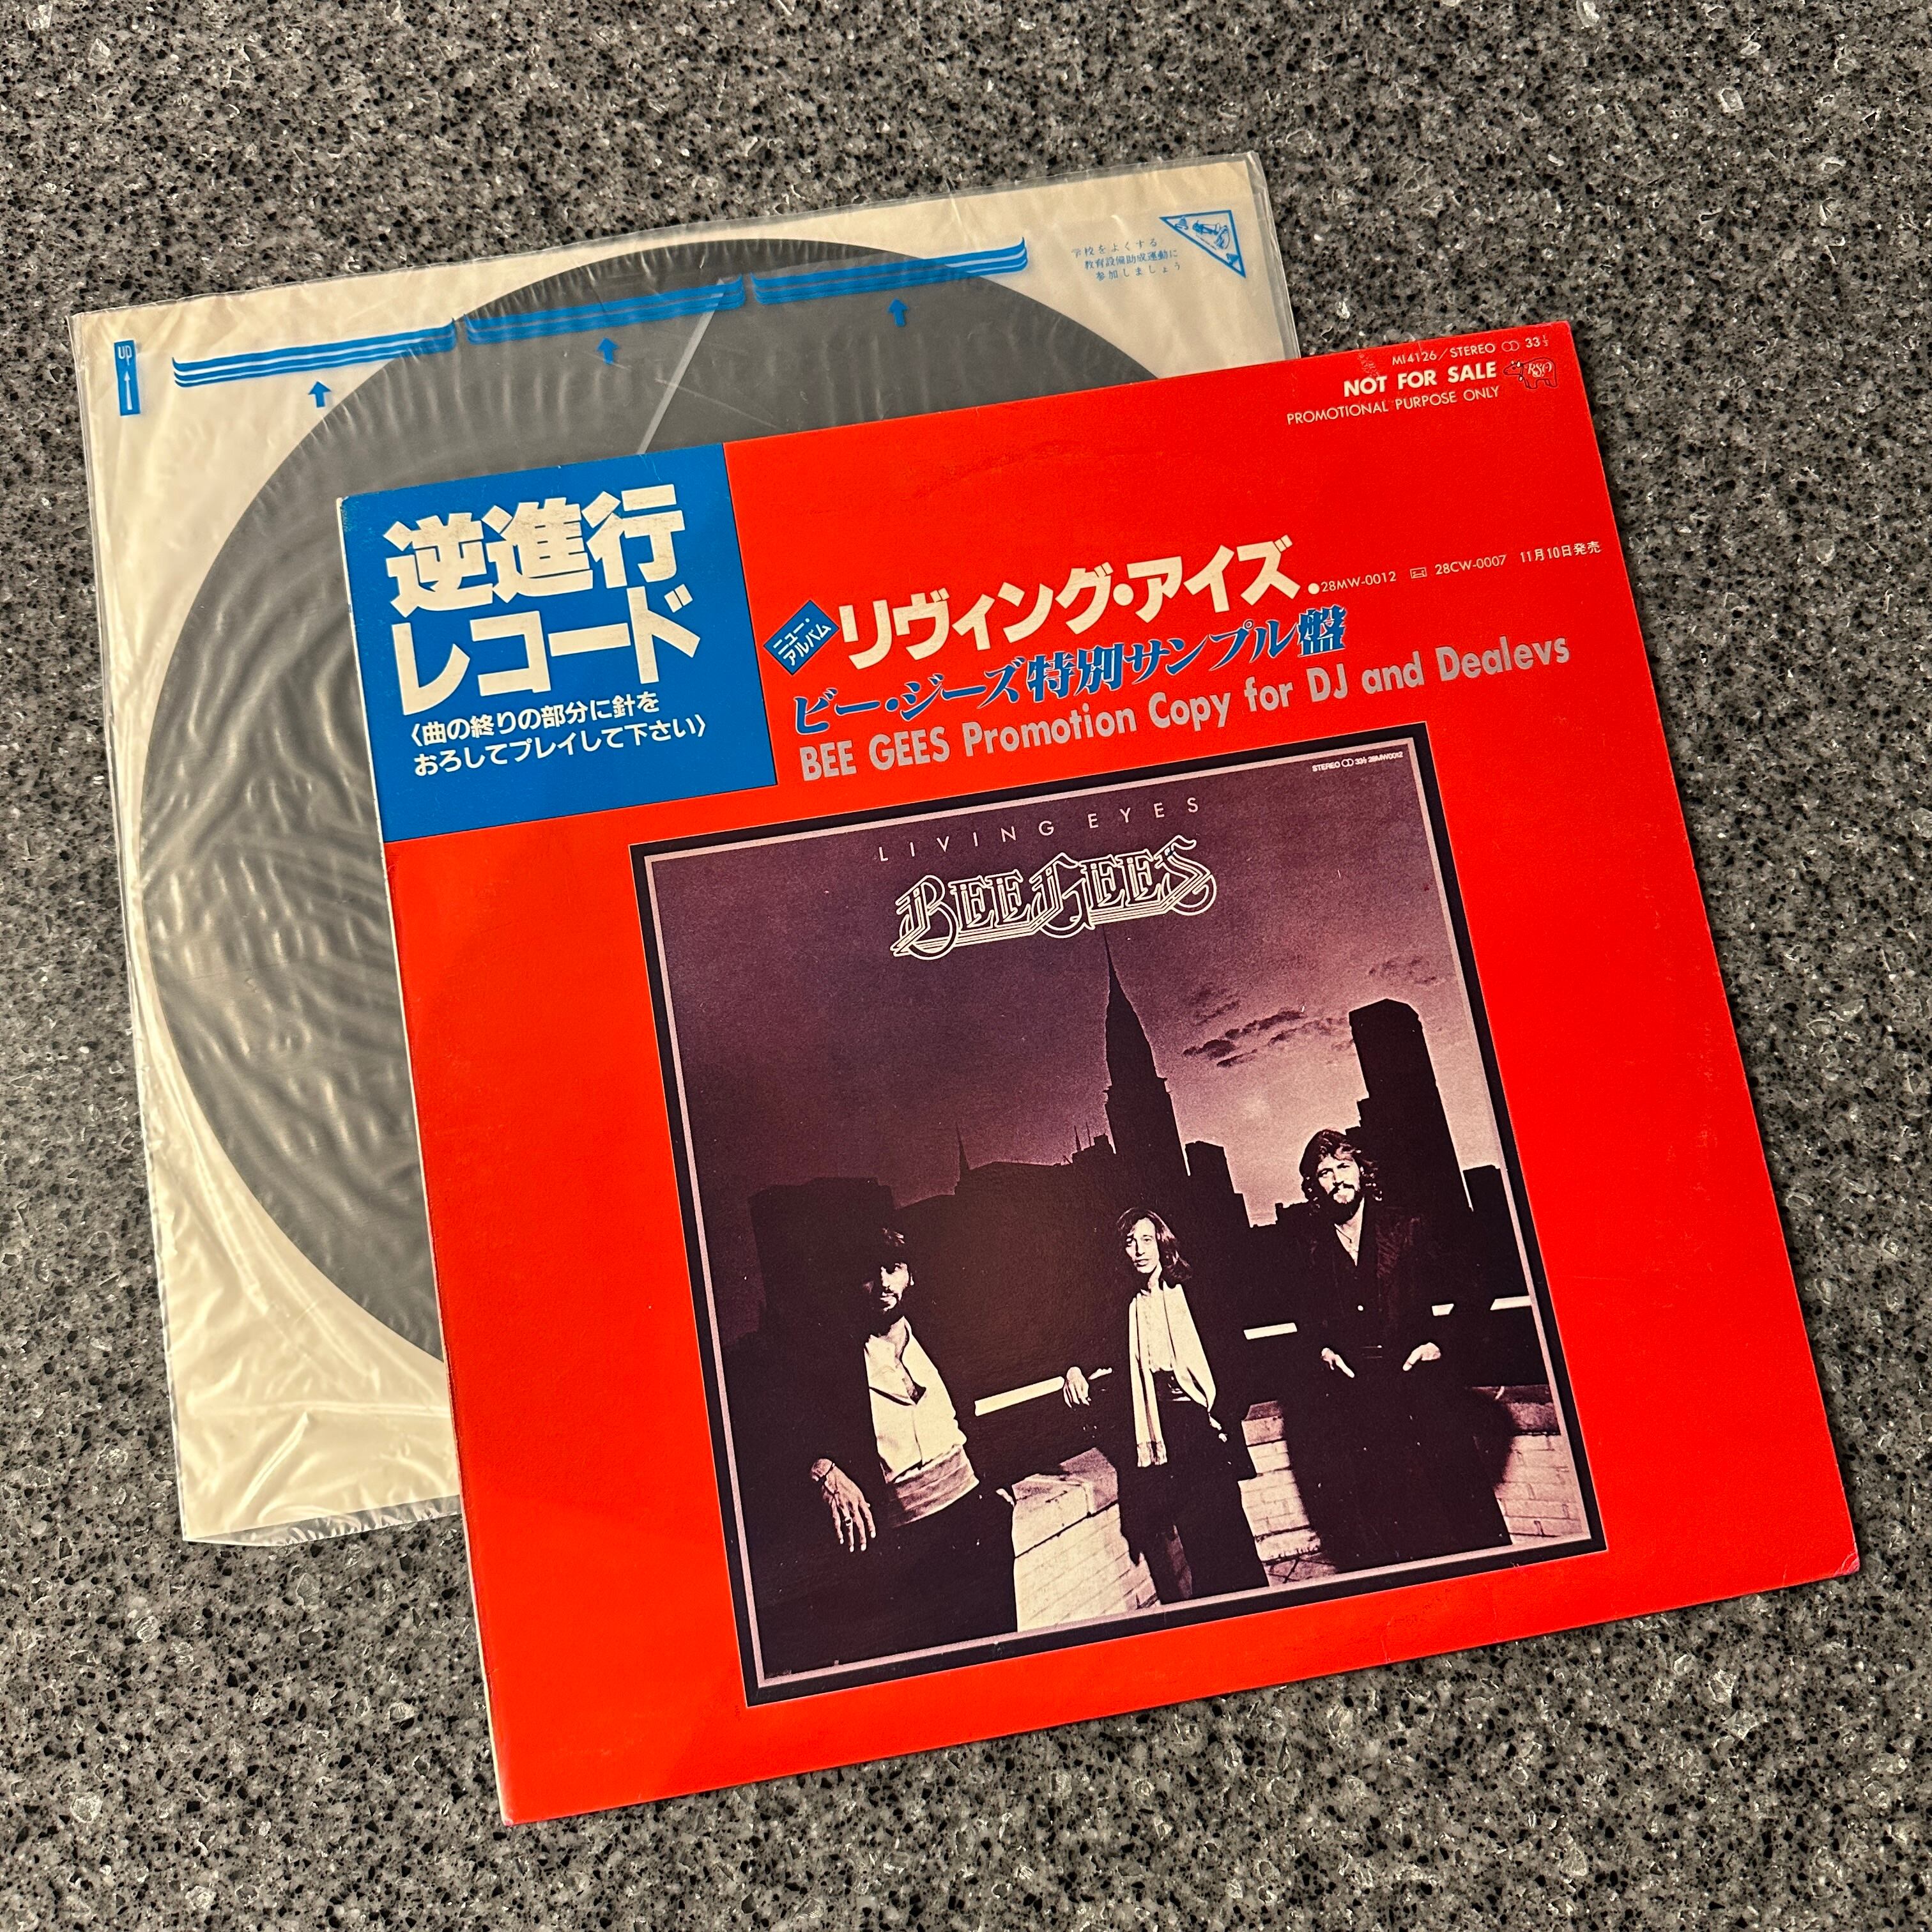 UP
学校をよくする
教育設備助成運動に
参加しましょう
MI4126/STEREO 33⅓
NOT FOR SALE
RSO
PROMOTIONAL PURPOSE ONLY
逆進行
レコード
〈曲の終りの部分に針を
おろしてプレイして下さい〉
ニュー・
アルバム
リヴィング・アイズ.28MW-0012 28CW-0007 11月10日発売
ビー・ジーズ特別サンプル盤
BEE GEES Promotion Copy for DJ and Dealevs
STEREO 33⅓ 28MW0012
LIVING EYES
BEE GEES